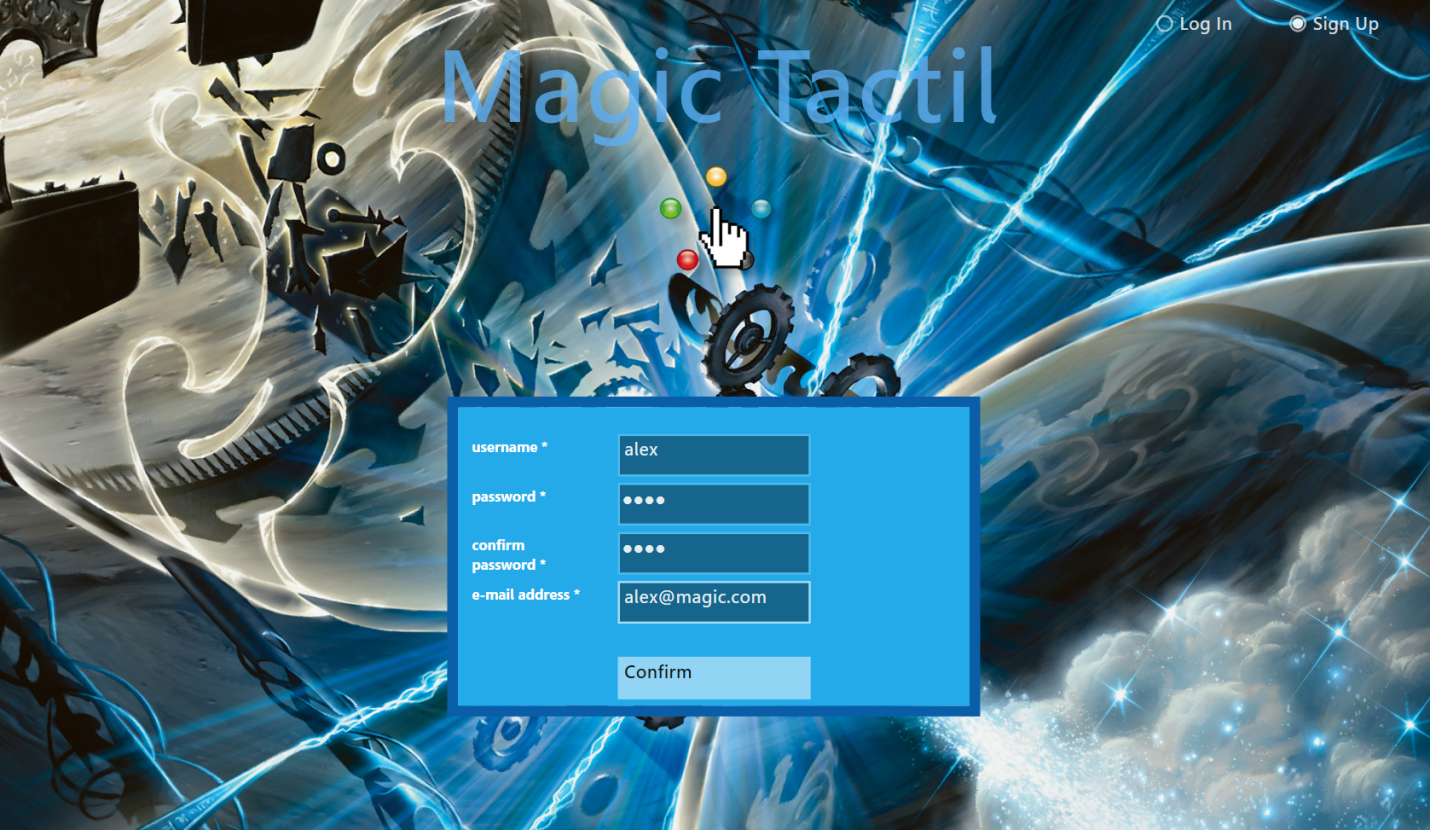 Log In
Sign Up
Magic Tactil
username *
alex
password *
••••
confirm
password *
••••
e-mail address *
alex@magic.com
Confirm